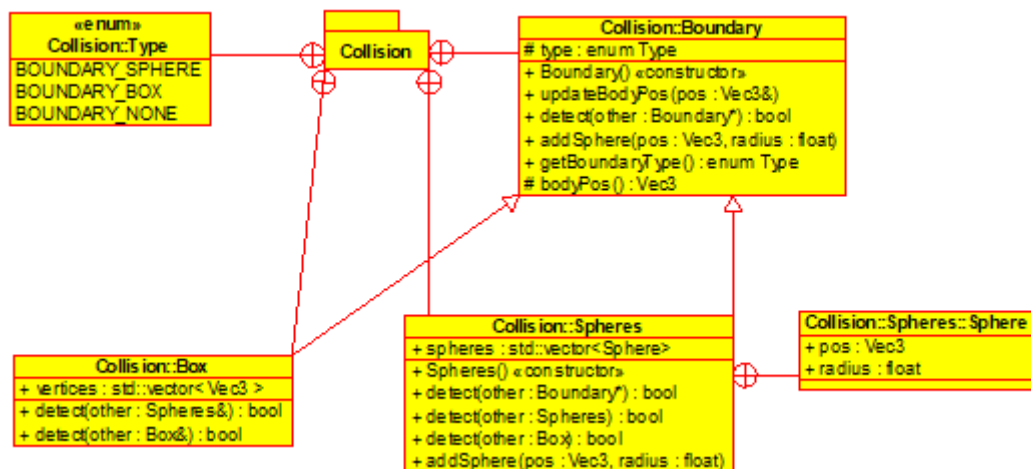 «enum»
Collision::Type
BOUNDARY_SPHERE
BOUNDARY_BOX
BOUNDARY_NONE
Collision
Collision::Boundary
# type : enum Type
+ Boundary() «constructor»
+ updateBodyPos(pos : Vec3&)
+ detect(other : Boundary*) : bool
+ addSphere(pos : Vec3, radius : float)
+ getBoundaryType() : enum Type
# bodyPos() : Vec3
Collision::Box
+ vertices : std::vector< Vec3 >
+ detect(other : Spheres&) : bool
+ detect(other : Box&) : bool
Collision::Spheres
+ spheres : std::vector<Sphere>
+ Spheres() «constructor»
+ detect(other : Boundary*) : bool
+ detect(other : Spheres) : bool
+ detect(other : Box) : bool
+ addSphere(pos : Vec3, radius : float)
Collision::Spheres::Sphere
+ pos : Vec3
+ radius : float